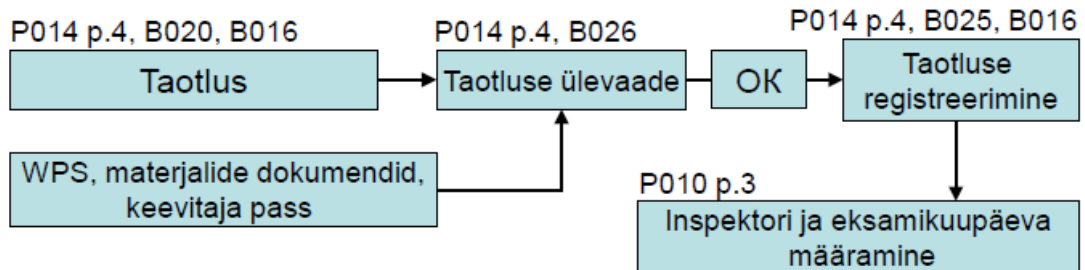 P014 p.4, B020, B016
Taotlus
P014 p.4, B026
Taotluse ülevaade
OK
P014 p.4, B025, B016
Taotluse
registreerimine
WPS, materjalide dokumendid,
keevitaja pass
P010 p.3
Inspektori ja eksamikuupäeva
määramine